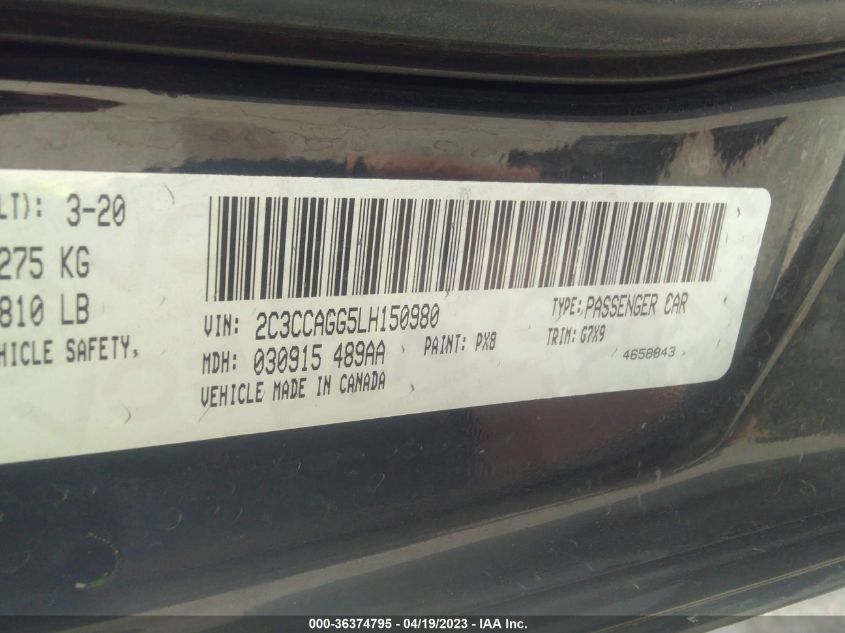 LT): 3-20
275 KG
810 LB
HICLE SAFETY,
VIN: 2C3CCAGG5LH150980
TYPE: PASSENGER CAR
MDH: 030915 489AA
PAINT: PX8
TRIM: G7X9
VEHICLE MADE IN CANADA
4658843
000-36374795 - 04/19/2023 - IAA Inc.